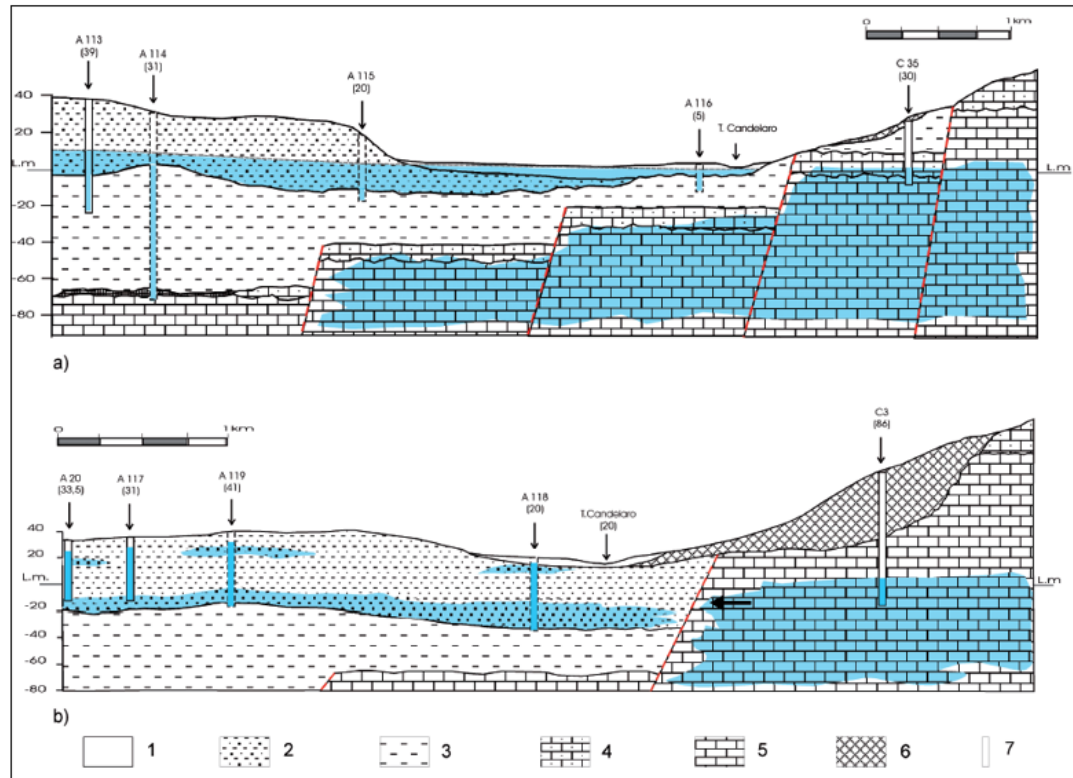 0 1 km
A 113
(39)
A 114
(31)
A 115
(20)
A 116
(5)
T. Candelaro
C 35
(30)
40
20
L.m
L.m
-20
-40
-60
-80
a)
0 1 km
A 20
(33,5)
A 117
(31)
A 119
(41)
A 118
(20)
T.Candelaro
(20)
C3
(86)
40
20
L.m.
L.m
-20
-40
-60
-80
b)
1 2 3 4 5 6 7